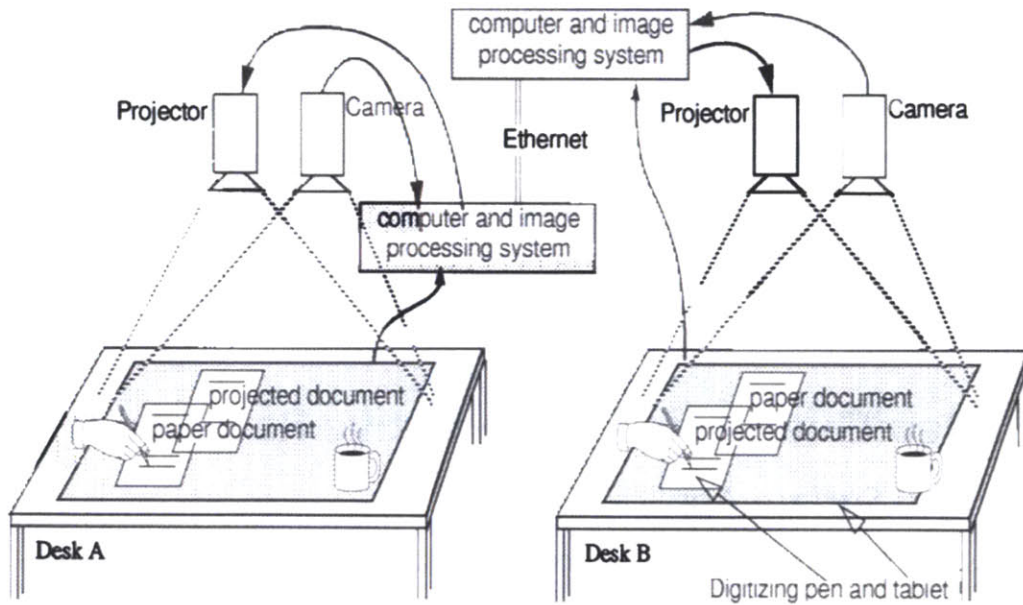 computer and image
processing system
Projector
Camera
Ethernet
Projector
Camera
computer and image
processing system
projected document
paper document
paper document
projected document
Desk A
Desk B
Digitizing pen and tablet